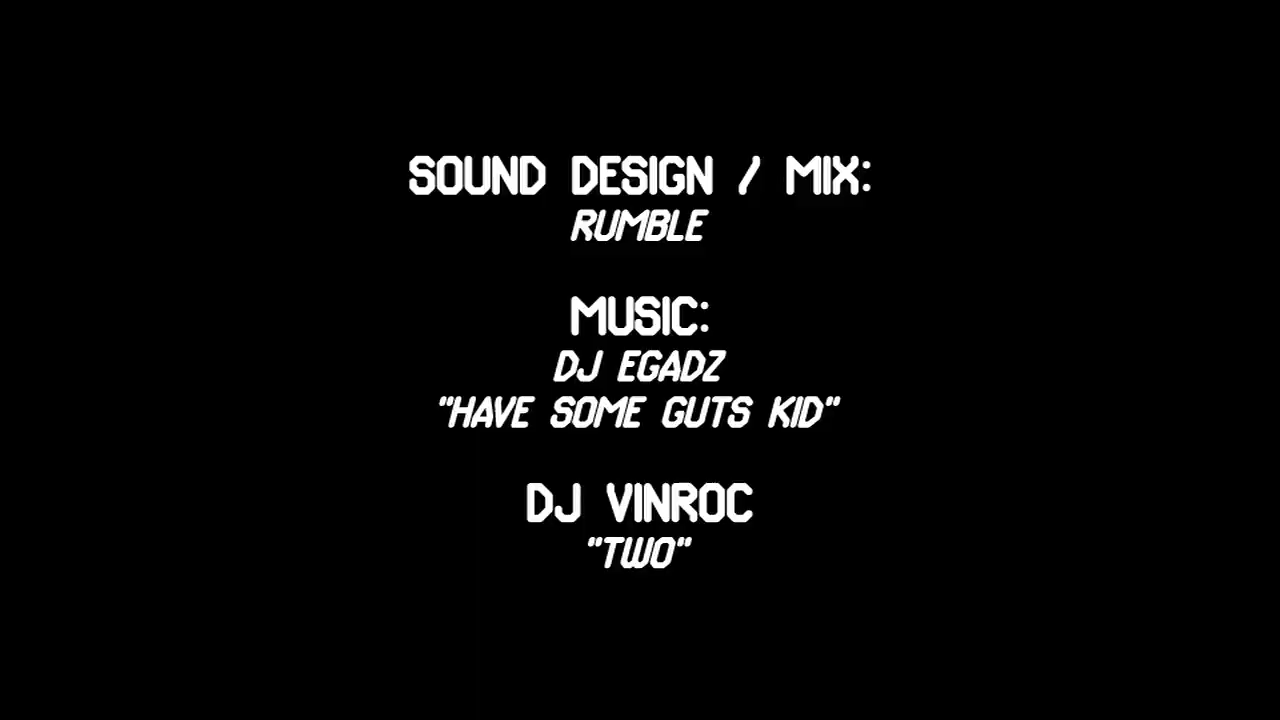 SOUND DESIGN / MIX:
RUMBLE
MUSIC:
DJ EGADZ
"HAVE SOME GUTS KID"
DJ VINROC
"TWO"